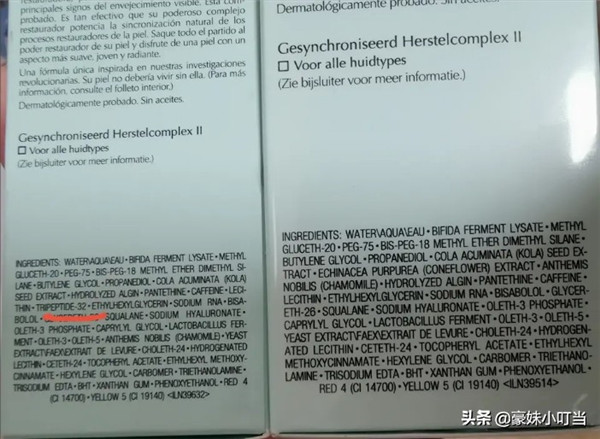 principales signos del envejecimiento visible. Esta com-
probado. Es tan efectivo que su poderoso complejo
restaurador potencia la sincronización natural de los
procesos restauradores de la piel. Saque todo el partido al
poder restaurador de su piel y disfrute de una piel con un
aspecto más suave, joven y radiante.
Una fórmula única inspirada en nuestras investigaciones
revolucionarias. Su piel no debería vivir sin ella. (Para más
información, consulte el folleto interior.)
Dermatológicamente probado. Sin aceites.
Gesynchroniseerd Herstelcomplex II
Voor alle huidtypes
(Zie bijsluiter voor meer informatie.)
INGREDIENTS: WATER\AQUA\EAU • BIFIDA FERMENT LYSATE • METHYL
GLUCETH-20 • PEG-75 • BIS-PEG-18 METHYL ETHER DIMETHYL SI-
LANE • BUTYLENE GLYCOL • PROPANEDIOL • COLA ACUMINATA (KOLA)
SEED EXTRACT • HYDROLYZED ALGIN • PANTETHINE • CAFFEINE • LECI-
THIN • TRIPEPTIDE-32 • ETHYLHEXYLGLYCERIN • SODIUM RNA • BISA-
BOLOL • SQUALANE • SODIUM HYALURONATE •
OLETH-3 PHOSPHATE • CAPRYLYL GLYCOL • LACTOBACILLUS FER-
MENT • OLETH-3 • OLETH-5 • ANTHEMIS NOBILIS (CHAMOMILE) • YEAST
EXTRACT\FAEX\EXTRAIT DE LEVURE • CHOLETH-24 • HYDROGENATED
LECITHIN • CETETH-24 • TOCOPHERYL ACETATE • ETHYLHEXYL METHOXY-
CINNAMATE • HEXYLENE GLYCOL • CARBOMER • TRIETHANOLAMINE •
TRISODIUM EDTA • BHT • XANTHAN GUM • PHENOXYETHANOL • RED 4
(CI 14700) • YELLOW 5 (CI 19140) <ILN39632>
Dermatológicamente probado. Sin aceites.
Gesynchroniseerd Herstelcomplex II
Voor alle huidtypes
(Zie bijsluiter voor meer informatie.)
INGREDIENTS: WATER\AQUA\EAU • BIFIDA FERMENT LYSATE • METHYL
GLUCETH-20 • PEG-75 • BIS-PEG-18 METHYL ETHER DIMETHYL SILANE •
BUTYLENE GLYCOL • PROPANEDIOL • COLA ACUMINATA (KOLA) SEED EX-
TRACT • ECHINACEA PURPUREA (CONEFLOWER) EXTRACT • ANTHEMIS
NOBILIS (CHAMOMILE) • HYDROLYZED ALGIN • PANTETHINE • CAFFEINE •
LECITHIN • ETHYLHEXYLGLYCERIN • SODIUM RNA • BISABOLOL • GLYCER-
ETH-26 • SQUALANE • SODIUM HYALURONATE • OLETH-3 PHOSPHATE •
CAPRYLYL GLYCOL • LACTOBACILLUS FERMENT • OLETH-3 • OLETH-5 •
YEAST EXTRACT\FAEX\EXTRAIT DE LEVURE • CHOLETH-24 • HYDROGEN-
ATED LECITHIN • CETETH-24 • TOCOPHERYL ACETATE • ETHYLHEXYL
METHOXYCINNAMATE • HEXYLENE GLYCOL • CARBOMER • TRIETHANO-
LAMINE • TRISODIUM EDTA • BHT • XANTHAN GUM • PHENOXYETHANOL •
RED 4 (CI 14700) • YELLOW 5 (CI 19140) <ILN39514>
头条 @豪妹小叮当